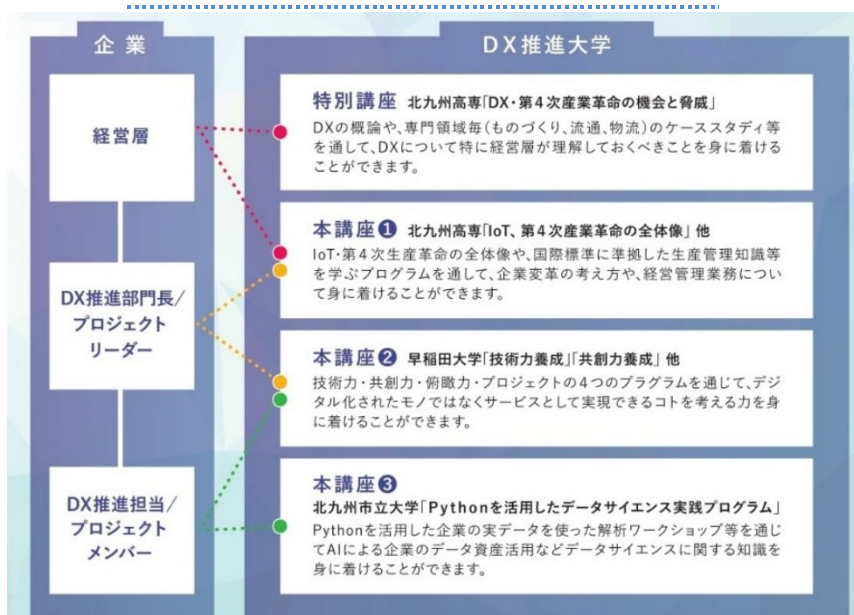 企業
経営層
DX推進部門長/
プロジェクト
リーダー
DX推進担当/
プロジェクト
メンバー
DX推進大学
特別講座 北九州高専「DX・第4次産業革命の機会と脅威」
DXの概論や、専門領域毎(ものづくり、流通、物流)のケーススタディ等
を通して、DXについて特に経営層が理解しておくべきことを身に着ける
ことができます。
本講座❶ 北九州高専「IoT、第4次産業革命の全体像」 他
IoT・第4次生産革命の全体像や、国際標準に準拠した生産管理知識等
を学ぶプログラムを通して、企業変革の考え方や、経営管理業務につい
て身に着けることができます。
本講座❷ 早稲田大学「技術力養成」「共創力養成」 他
技術力・共創力・俯瞰力・プロジェクトの4つのプラグラムを通じて、デジ
タル化されたモノではなくサービスとして実現できるコトを考える力を身
に着けることができます。
本講座❸
北九州市立大学「Pythonを活用したデータサイエンス実践プログラム」
Pythonを活用した企業の実データを使った解析ワークショップ等を通じ
てAIによる企業のデータ資産活用などデータサイエンスに関する知識を
身に着けることができます。